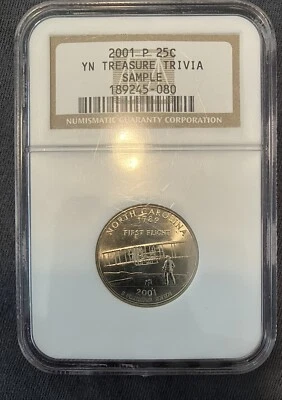 2001 P 25C
YN TREASURE TRIVIA
SAMPLE
189245-080
NUMISMATIC GUARANTY CORPORATION
NORTH CAROLINA
1789
FIRST FLIGHT
2001